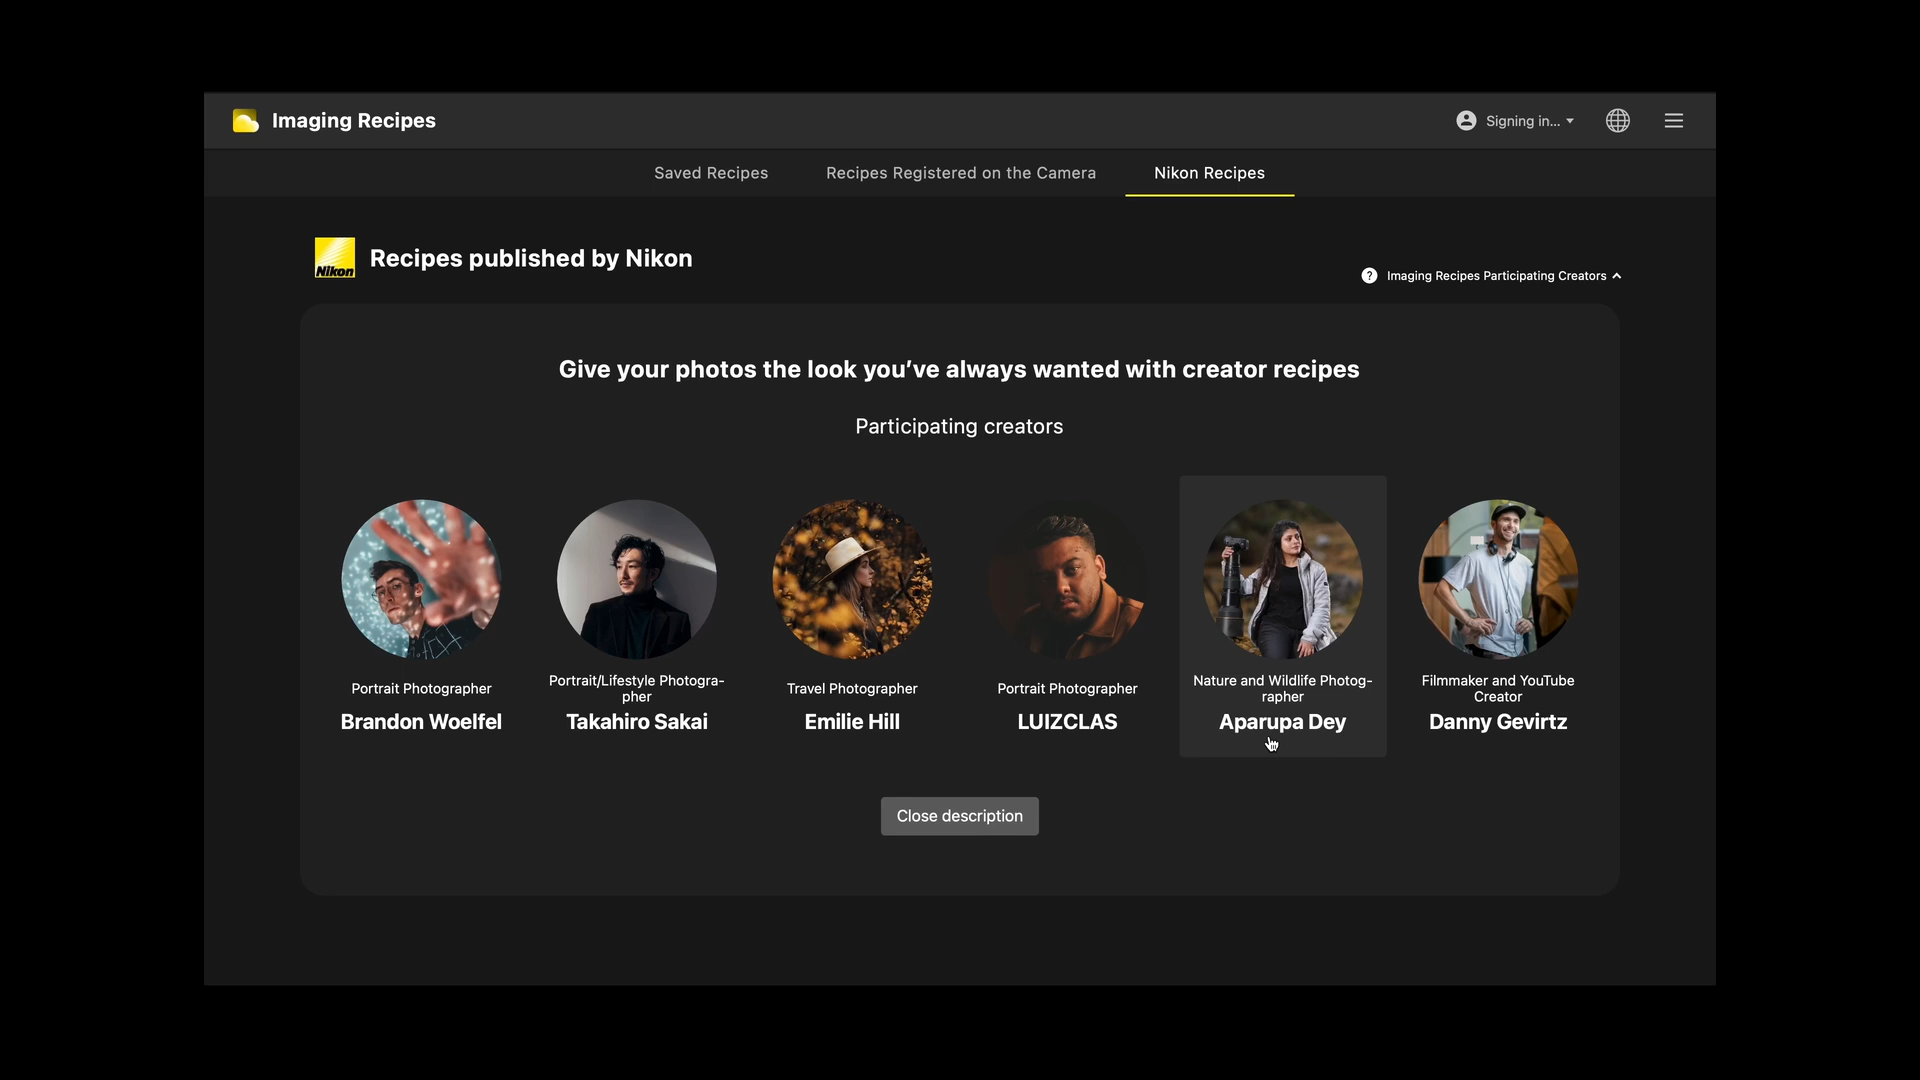 Imaging Recipes
Signing in...
Saved Recipes
Recipes Registered on the Camera
Nikon Recipes
Nikon
Recipes published by Nikon
? Imaging Recipes Participating Creators
Give your photos the look you’ve always wanted with creator recipes
Participating creators
Portrait Photographer
Brandon Woelfel
Portrait/Lifestyle Photogra-
pher
Takahiro Sakai
Travel Photographer
Emilie Hill
Portrait Photographer
LUIZCLAS
Nature and Wildlife Photog-
rapher
Aparupa Dey
Filmmaker and YouTube
Creator
Danny Gevirtz
Close description